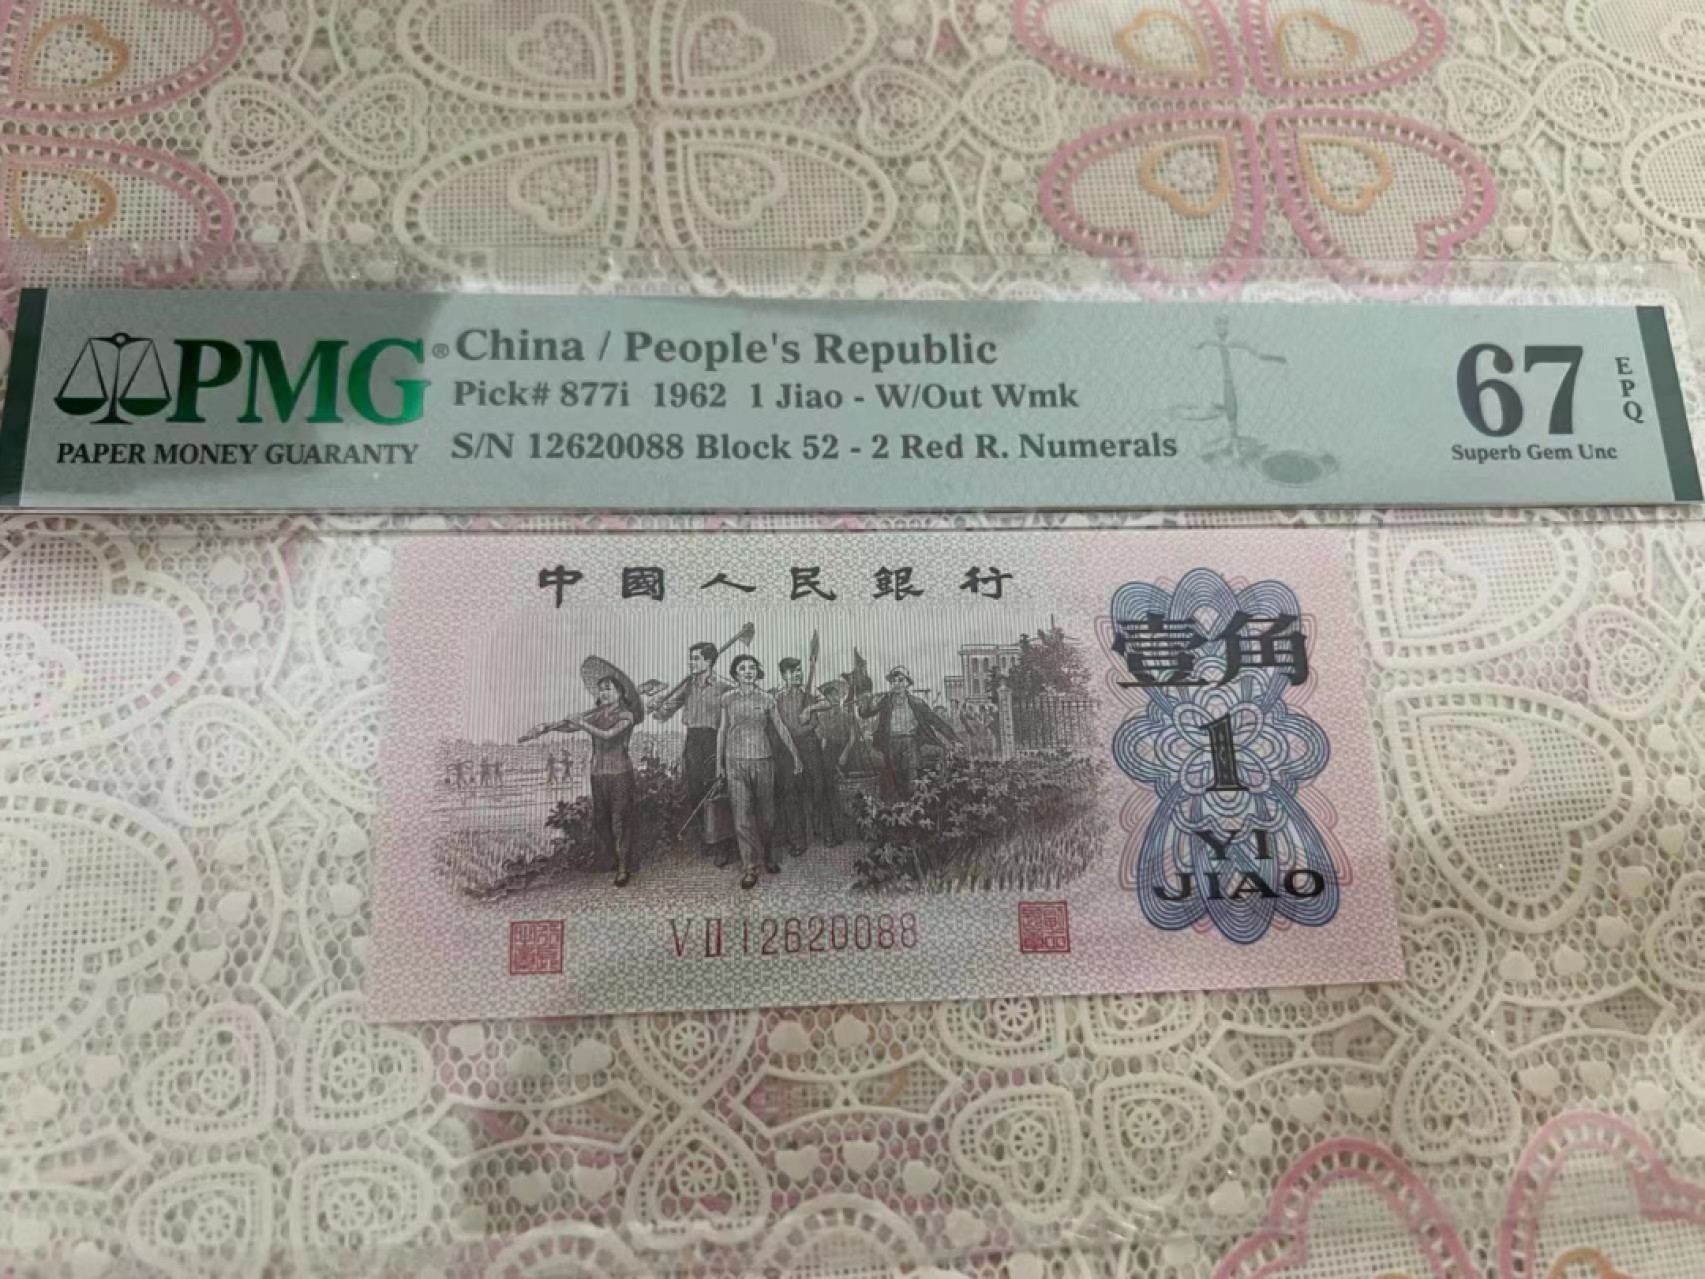 PMG®
PAPER MONEY GUARANTY
China / People's Republic
Pick# 877i 1962 1 Jiao - W/Out Wmk
S/N 12620088 Block 52 - 2 Red R. Numerals
67
EPQ
Superb Gem Unc
中國人民銀行
壹角
1
YI
JIAO
V II 12620088